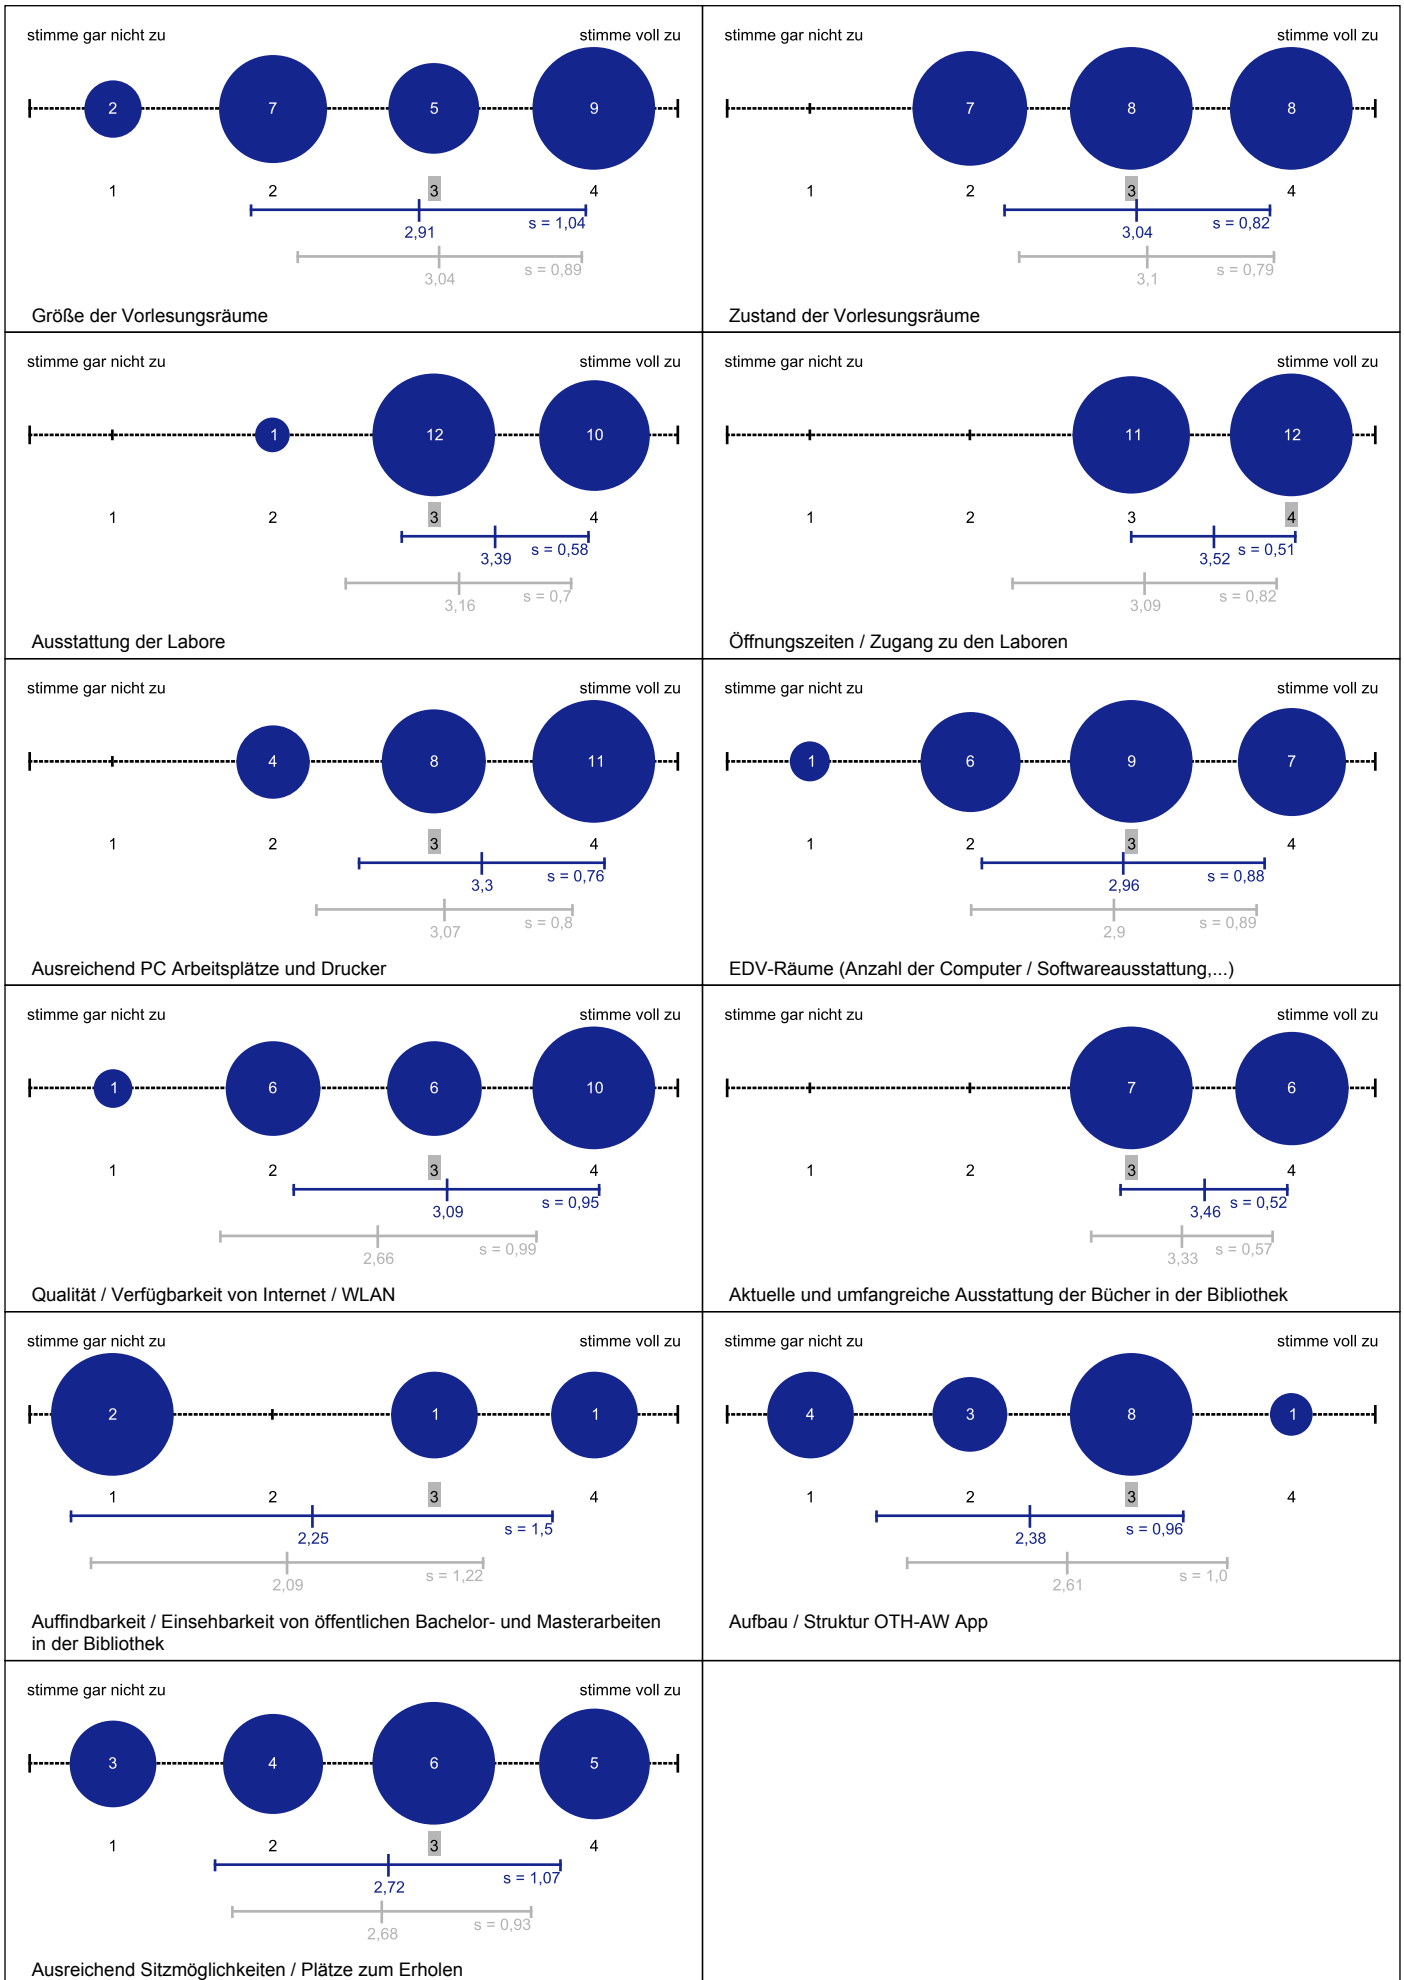 stimme gar nicht zu stimme voll zu
2 7 5 9
1 2 3 4
s = 1,04
2,91
s = 0,89
3,04
Größe der Vorlesungsräume
stimme gar nicht zu stimme voll zu
7 8 8
1 2 3 4
s = 0,82
3,04
s = 0,79
3,1
Zustand der Vorlesungsräume
stimme gar nicht zu stimme voll zu
1 12 10
1 2 3 4
s = 0,58
3,39
s = 0,7
3,16
Ausstattung der Labore
stimme gar nicht zu stimme voll zu
11 12
1 2 3 4
s = 0,51
3,52
s = 0,82
3,09
Öffnungszeiten / Zugang zu den Laboren
stimme gar nicht zu stimme voll zu
4 8 11
1 2 3 4
s = 0,76
3,3
s = 0,8
3,07
Ausreichend PC Arbeitsplätze und Drucker
stimme gar nicht zu stimme voll zu
1 6 9 7
1 2 3 4
s = 0,88
2,96
s = 0,89
2,9
EDV-Räume (Anzahl der Computer / Softwareausstattung,...)
stimme gar nicht zu stimme voll zu
1 6 6 10
1 2 3 4
s = 0,95
3,09
s = 0,99
2,66
Qualität / Verfügbarkeit von Internet / WLAN
stimme gar nicht zu stimme voll zu
7 6
1 2 3 4
s = 0,52
3,46
s = 0,57
3,33
Aktuelle und umfangreiche Ausstattung der Bücher in der Bibliothek
stimme gar nicht zu stimme voll zu
2 1 1
1 2 3 4
s = 1,5
2,25
s = 1,22
2,09
Auffindbarkeit / Einsehbarkeit von öffentlichen Bachelor- und Masterarbeiten
in der Bibliothek
stimme gar nicht zu stimme voll zu
4 3 8 1
1 2 3 4
s = 0,96
2,38
s = 1,0
2,61
Aufbau / Struktur OTH-AW App
stimme gar nicht zu stimme voll zu
3 4 6 5
1 2 3 4
s = 1,07
2,72
s = 0,93
2,68
Ausreichend Sitzmöglichkeiten / Plätze zum Erholen